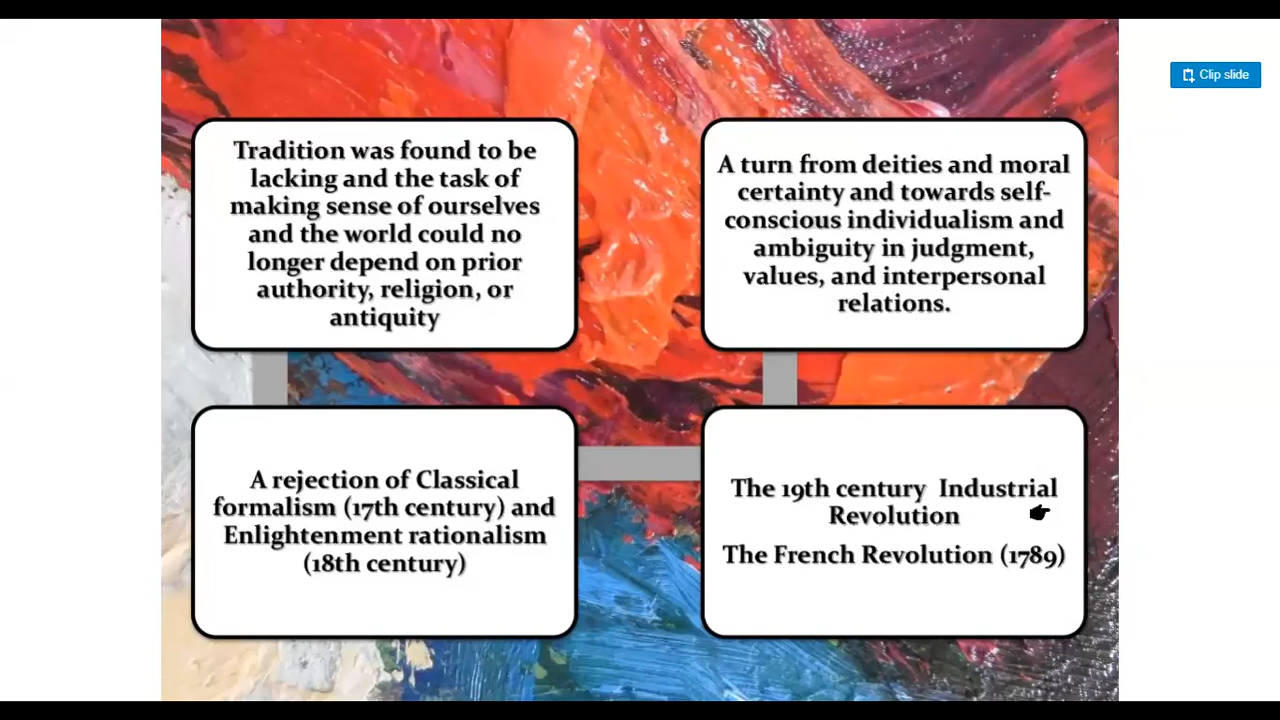 Clip slide
Tradition was found to be
lacking and the task of
making sense of ourselves
and the world could no
longer depend on prior
authority, religion, or
antiquity
A turn from deities and moral
certainty and towards self-
conscious individualism and
ambiguity in judgment,
values, and interpersonal
relations.
A rejection of Classical
formalism (17th century) and
Enlightenment rationalism
(18th century)
The 19th century Industrial
Revolution
The French Revolution (1789)